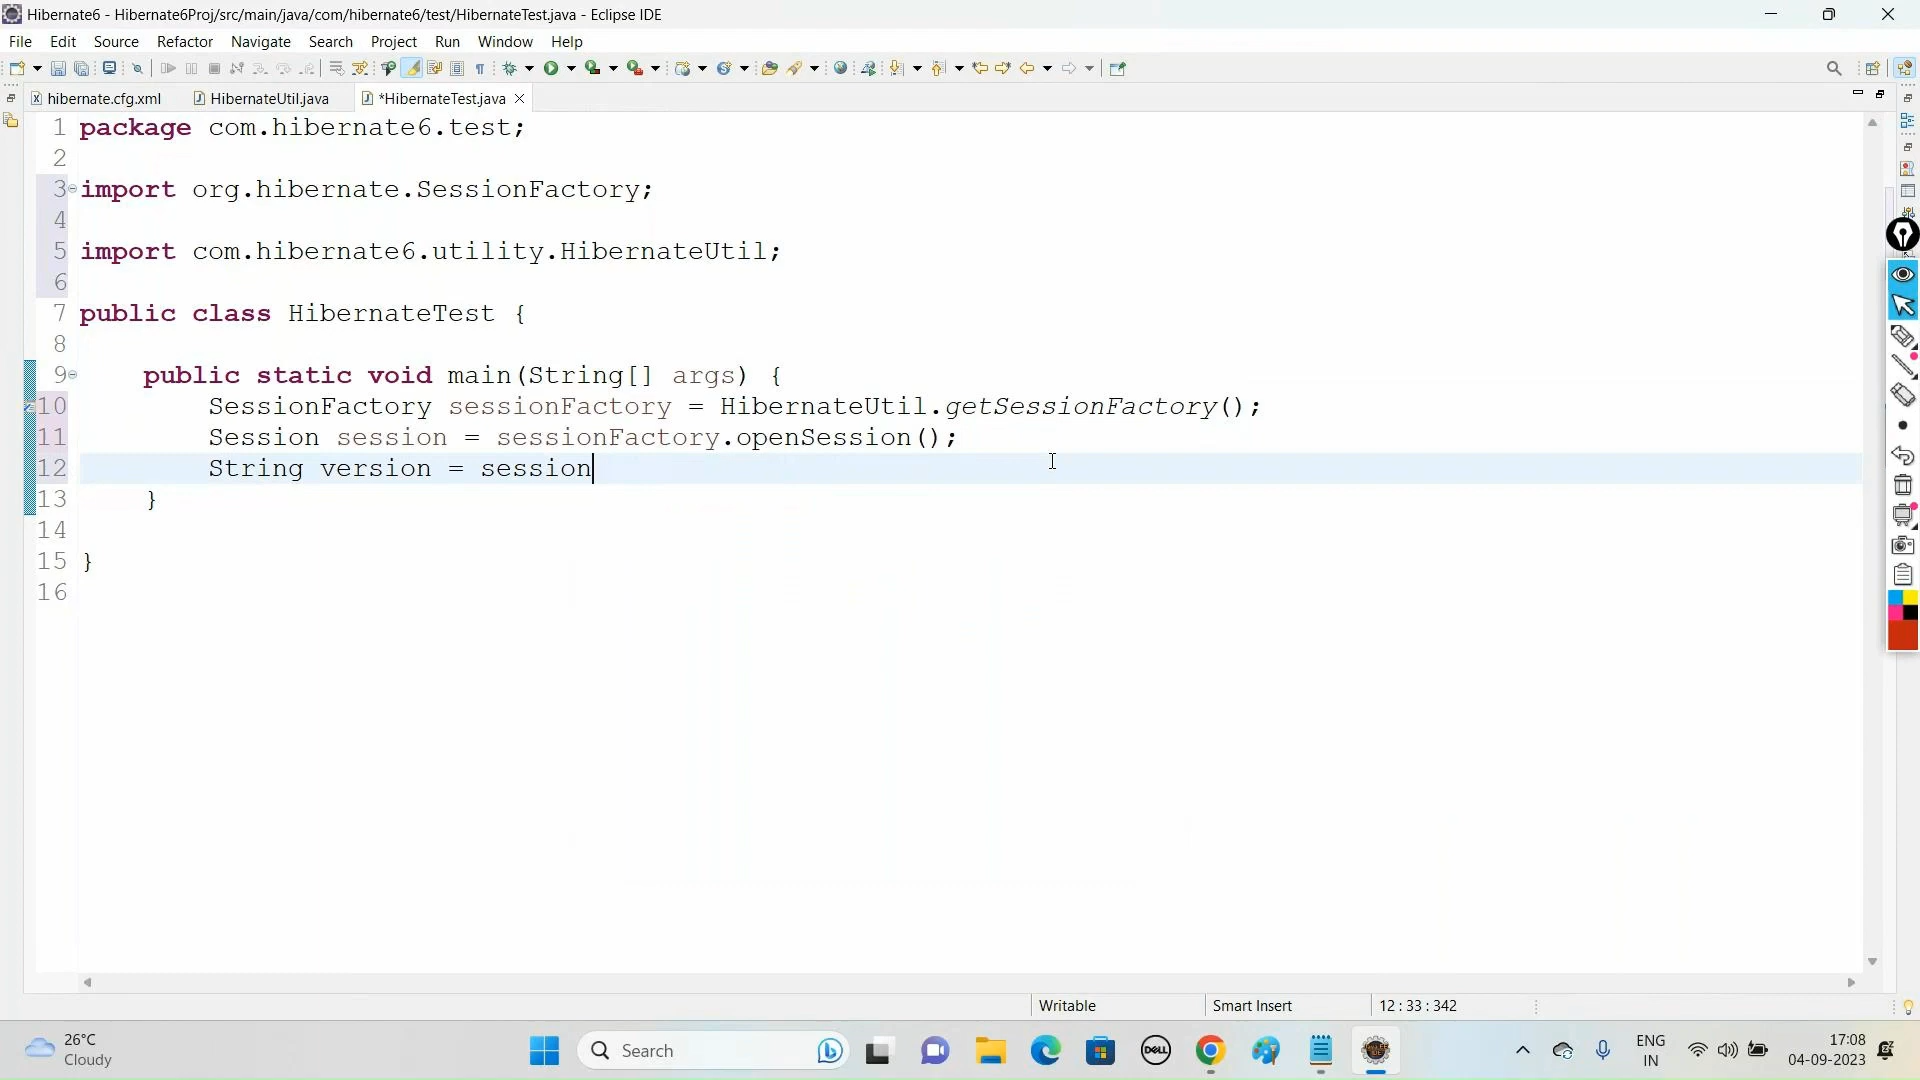 Hibernate6 - Hibernate6Proj/src/main/java/com/hibernate6/test/HibernateTest.java - Eclipse IDE
File Edit Source Refactor Navigate Search Project Run Window Help
hibernate.cfg.xml HibernateUtil.java *HibernateTest.java
1 package com.hibernate6.test;
2
3 import org.hibernate.SessionFactory;
4
5 import com.hibernate6.utility.HibernateUtil;
6
7 public class HibernateTest {
8
9 public static void main(String[] args) {
10 SessionFactory sessionFactory = HibernateUtil.getSessionFactory();
11 Session session = sessionFactory.openSession();
12 String version = session
13 }
14
15 }
16
Writable Smart Insert 12 : 33 : 342
26°C
Cloudy
Search
DELL
ENG
IN
17:08
04-09-2023